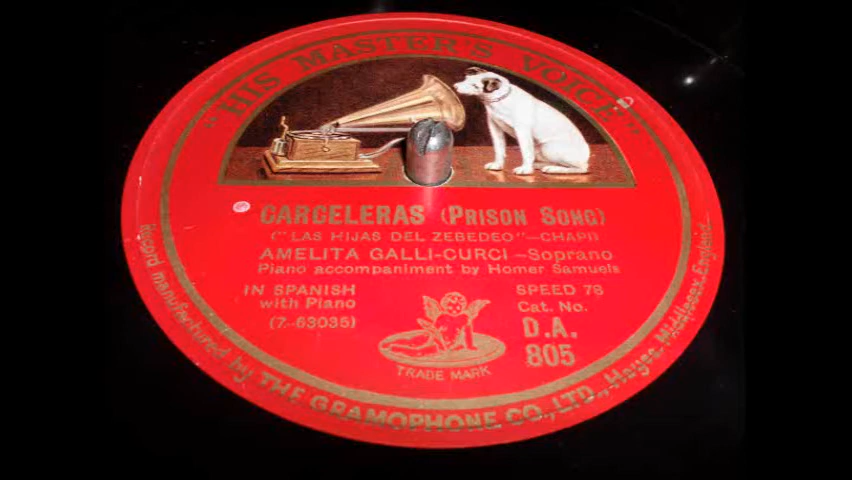 "HIS MASTER'S VOICE"
CARCELERAS (PRISON SONG)
("LAS HIJAS DEL ZEBEDEO"—CHAPI)
AMELITA GALLI-CURCI—Soprano
Piano accompaniment by Homer Samuels
IN SPANISH
with Piano
(7-63035)
SPEED 78
Cat. No.
D.A.
805
TRADE MARK
Record manufactured by THE GRAMOPHONE CO., LTD., Hayes, Middlesex, England.